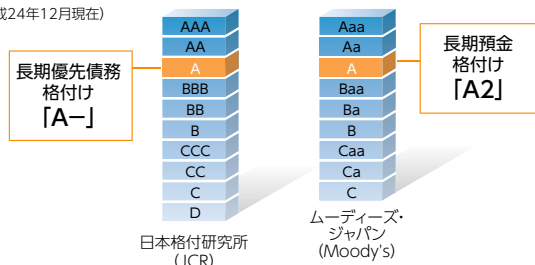 成24年12月現在）
長期優先債務
格付け
「A−」
AAA
AA
A
BBB
BB
B
CCC
CC
C
D
日本格付研究所
(JCR)
Aaa
Aa
A
Baa
Ba
B
Caa
Ca
C
ムーディーズ・
ジャパン
(Moody's)
長期預金
格付け
「A2」